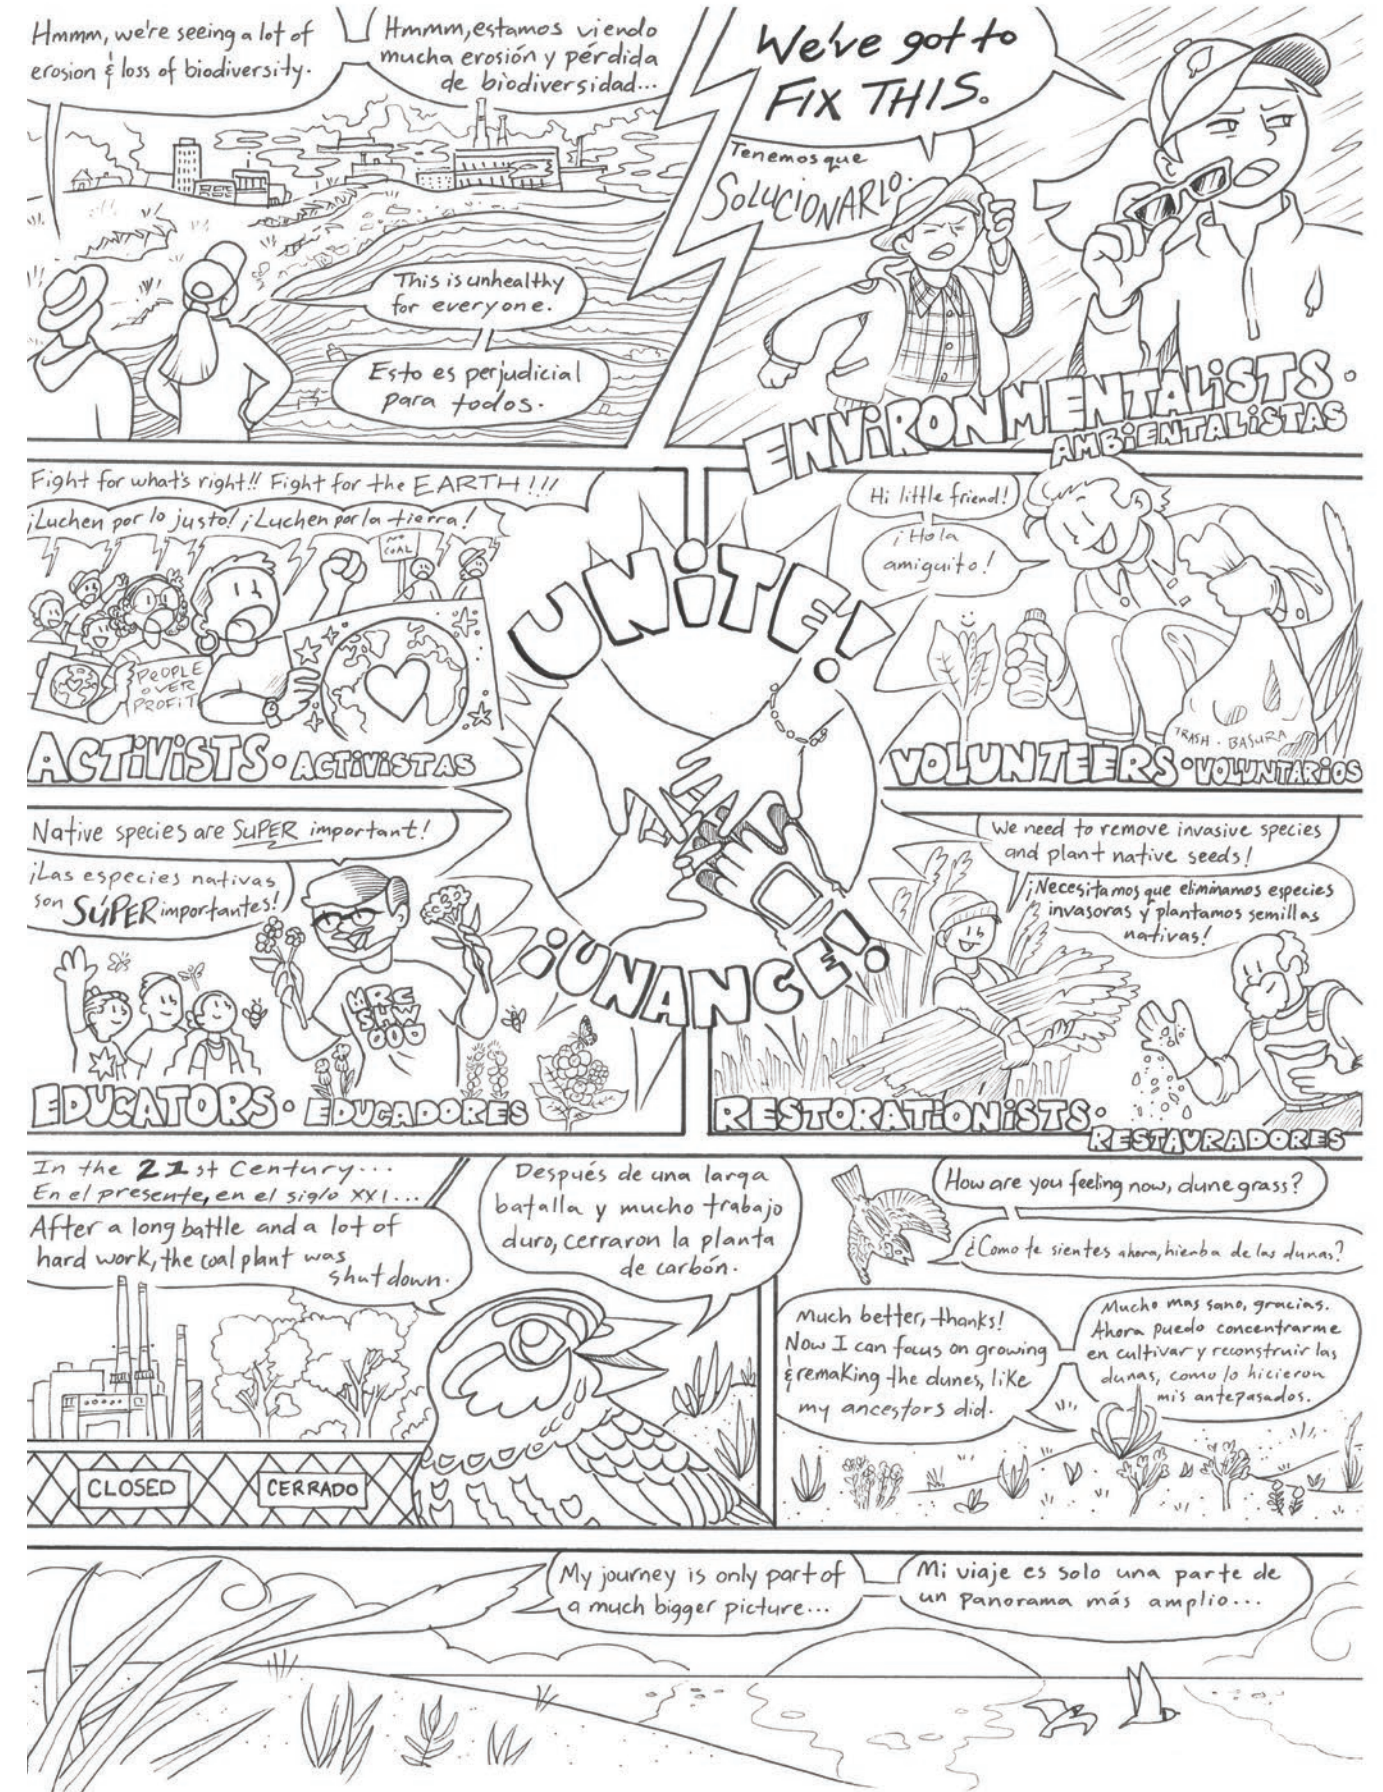 Hmmm, we're seeing a lot of
erosion & loss of biodiversity.
Hmmm, estamos viendo
mucha erosión y pérdida
de biodiversidad...
This is unhealthy
for everyone.
Esto es perjudicial
para todos.
We've got to
FIX THIS.
Tenemos que
SOLUCIONARLO.
ENVIRONMENTALISTS •
AMBIENTALISTAS
Fight for what's right!! Fight for the EARTH!!!
¡Luchen por lo justo! ¡Luchen por la tierra!
NO
COAL
PEOPLE
OVER
PROFIT
ACTIVISTS • ACTIVISTAS
UNITE!
¡UNANCE!
Hi little friend!
¡Hola
amiguito!
TRASH • BASURA
VOLUNTEERS • VOLUNTARIOS
Native species are SUPER important!
¡Las especies nativas
son SÚPER importantes!
MRC
SHW
OOD
EDUCATORS • EDUCADORES
We need to remove invasive species
and plant native seeds!
¡Necesitamos que eliminamos especies
invasoras y plantamos semillas
nativas!
RESTORATIONISTS •
RESTAURADORES
In the 21st Century...
En el presente, en el siglo XXI...
After a long battle and a lot of
hard work, the coal plant was
shut down.
Después de una larga
batalla y mucho trabajo
duro, cerraron la planta
de carbón.
CLOSED
CERRADO
How are you feeling now, dune grass?
¿Como te sientes ahora, hierba de las dunas?
Much better, thanks!
Now I can focus on growing
& remaking the dunes, like
my ancestors did.
Mucho mas sano, gracias.
Ahora puedo concentrarme
en cultivar y reconstruir las
dunas, como lo hicieron
mis antepasados.
My journey is only part of
a much bigger picture...
Mi viaje es solo una parte de
un panorama más amplio...